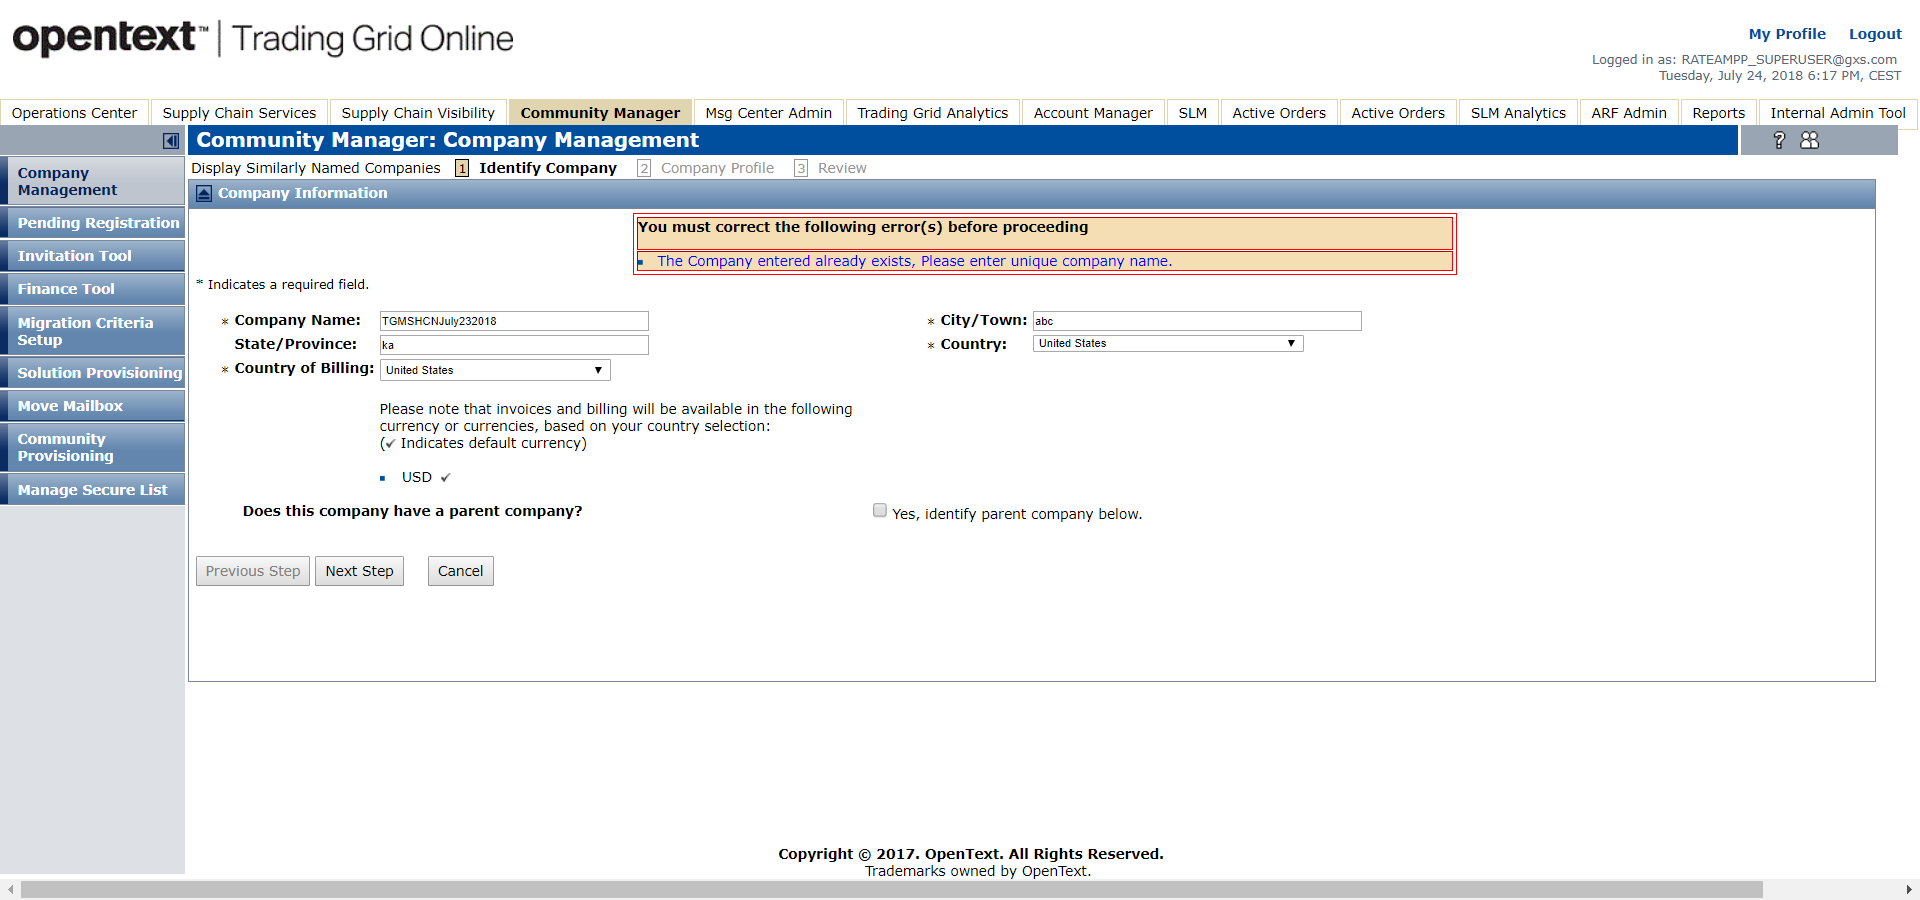 opentext™ | Trading Grid Online
My Profile Logout
Logged in as: RATEAMPP_SUPERUSER@gxs.com
Tuesday, July 24, 2018 6:17 PM, CEST
Operations Center Supply Chain Services Supply Chain Visibility Community Manager Msg Center Admin Trading Grid Analytics Account Manager SLM Active Orders Active Orders SLM Analytics ARF Admin Reports Internal Admin Tool
Community Manager: Company Management
?
Display Similarly Named Companies 1 Identify Company 2 Company Profile 3 Review
Company
Management
Pending Registration
Invitation Tool
Finance Tool
Migration Criteria
Setup
Solution Provisioning
Move Mailbox
Community
Provisioning
Manage Secure List
Company Information
You must correct the following error(s) before proceeding
The Company entered already exists, Please enter unique company name.
* Indicates a required field.
* Company Name: TGMSHCNJuly232018 * City/Town: abc
State/Province: ka * Country: United States
* Country of Billing: United States
Please note that invoices and billing will be available in the following
currency or currencies, based on your country selection:
(✔ Indicates default currency)
USD ✔
Does this company have a parent company? Yes, identify parent company below.
Previous Step Next Step Cancel
Copyright © 2017. OpenText. All Rights Reserved.
Trademarks owned by OpenText.